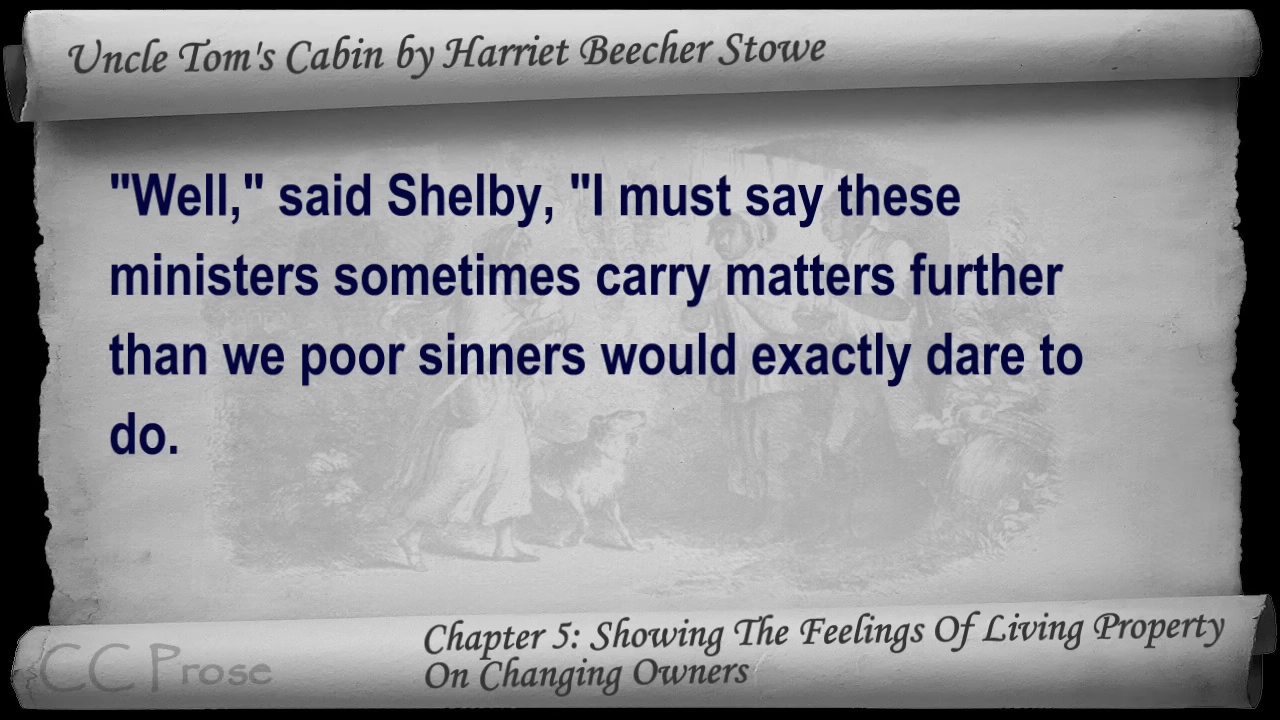 Uncle Tom's Cabin by Harriet Beecher Stowe
"Well," said Shelby, "I must say these
ministers sometimes carry matters further
than we poor sinners would exactly dare to
do.
Chapter 5: Showing The Feelings Of Living Property
On Changing Owners
CC Prose